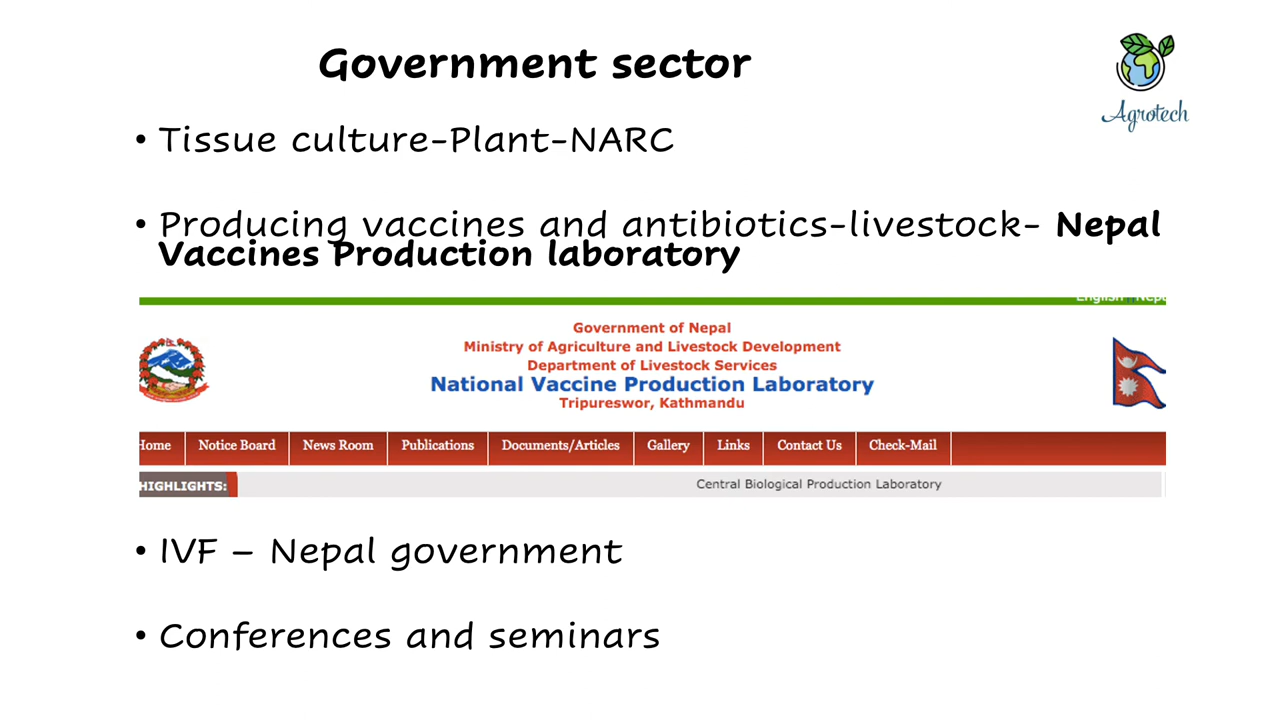 Government sector
Agrotech
• Tissue culture-Plant-NARC
• Producing vaccines and antibiotics-livestock- Nepal
Vaccines Production laboratory
English
Government of Nepal
Ministry of Agriculture and Livestock Development
Department of Livestock Services
National Vaccine Production Laboratory
Tripureswor, Kathmandu
Home Notice Board News Room Publications Documents/Articles Gallery Links Contact Us Check-Mail
HIGHLIGHTS: Central Biological Production Laboratory
• IVF – Nepal government
• Conferences and seminars